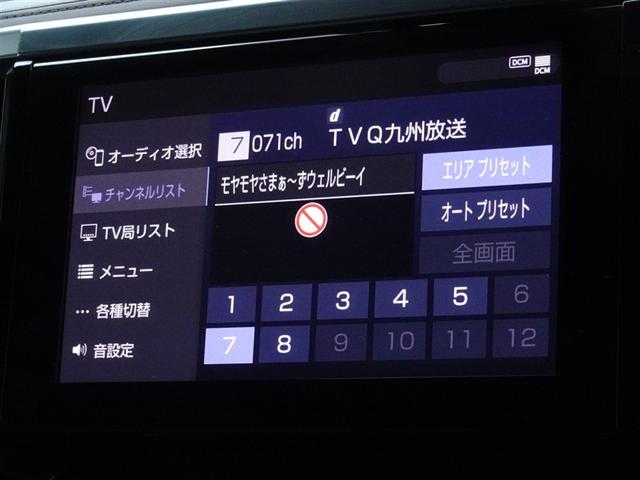 DCM
DCM
TV
d
7 071ch TVQ九州放送
オーディオ選択
チャンネルリスト
TV局リスト
メニュー
各種切替
音設定
モヤモヤさまぁ～ずウェルビーイ
エリア プリセット
オート プリセット
全画面
1 2 3 4 5 6
7 8 9 10 11 12